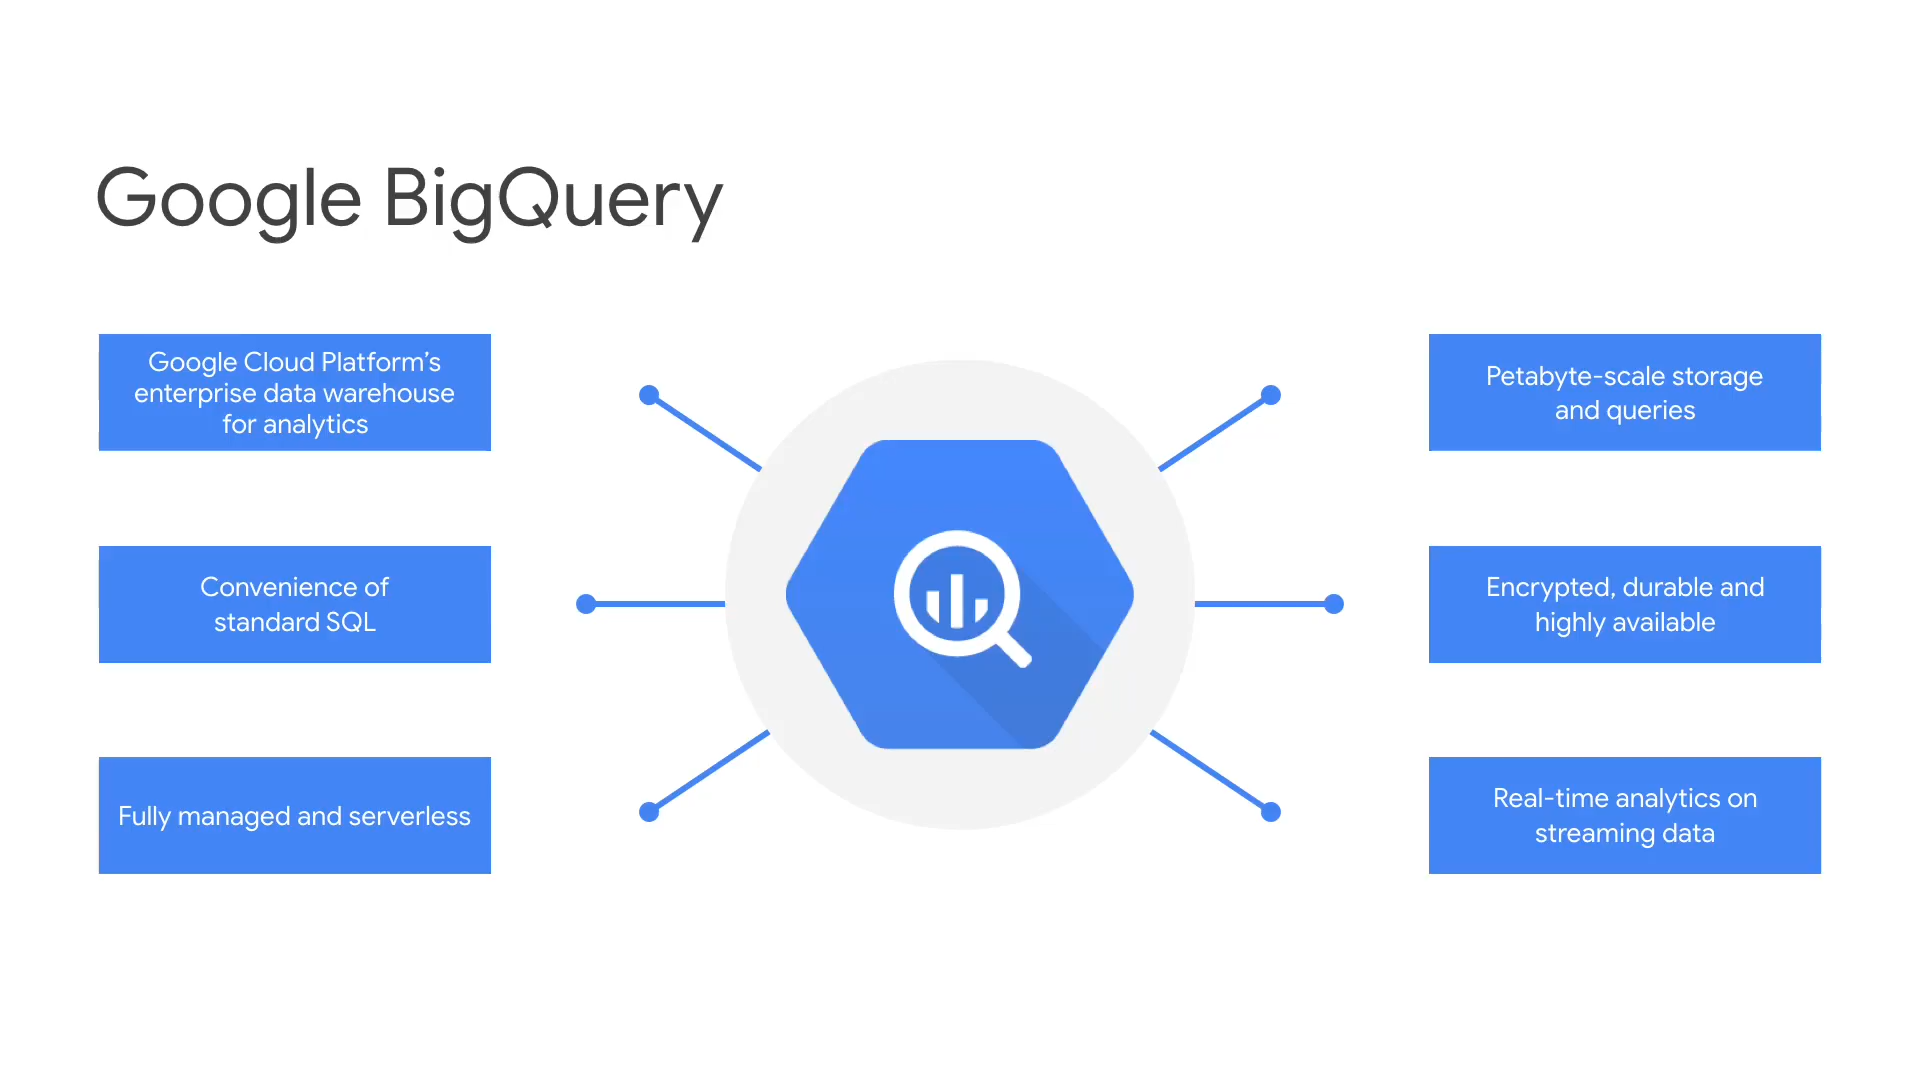 Google BigQuery
Google Cloud Platform’s
enterprise data warehouse
for analytics
Convenience of
standard SQL
Fully managed and serverless
Petabyte-scale storage
and queries
Encrypted, durable and
highly available
Real-time analytics on
streaming data